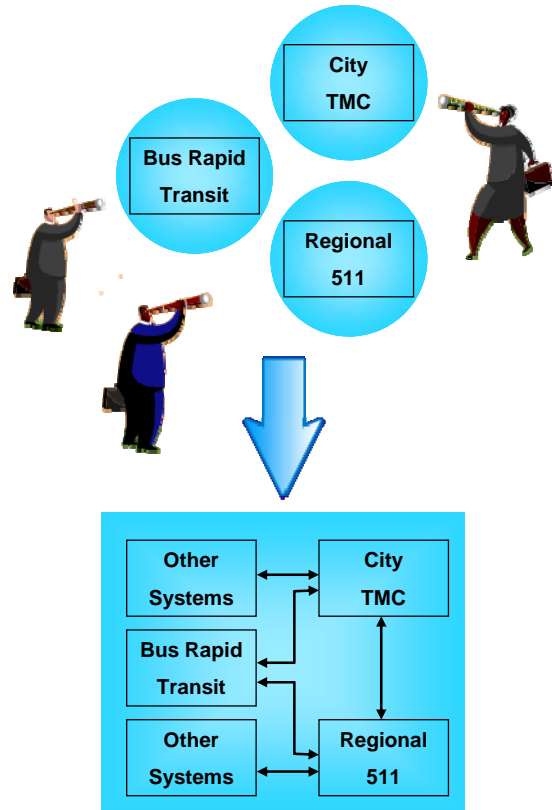 City
TMC
Bus Rapid
Transit
Regional
511
Other
Systems
City
TMC
Bus Rapid
Transit
Other
Systems
Regional
511